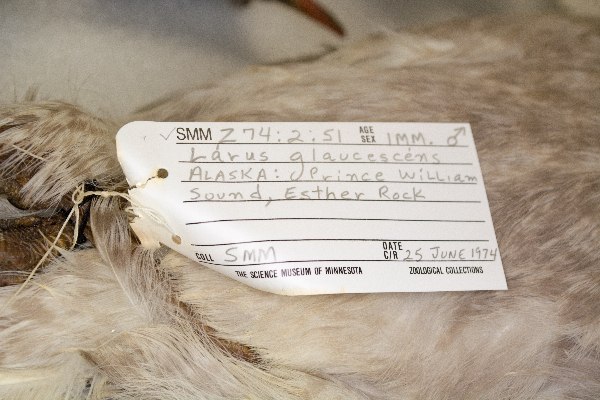 SMM Z74:2:51 AGE SEX IMM. ♂
Larus glaucescens
ALASKA: Prince William
Sound, Esther Rock
COLL SMM DATE C/R 25 JUNE 1974
THE SCIENCE MUSEUM OF MINNESOTA ZOOLOGICAL COLLECTIONS